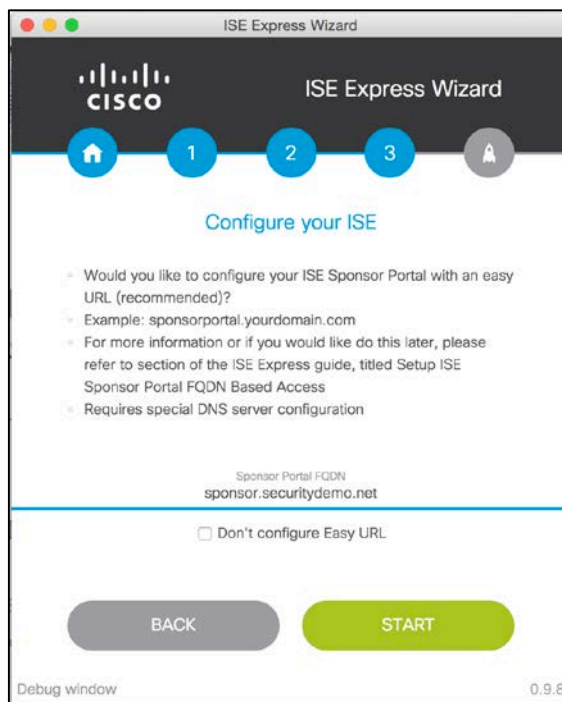 ISE Express Wizard
CISCO
ISE Express Wizard
1
2
3
Configure your ISE
Would you like to configure your ISE Sponsor Portal with an easy
URL (recommended)?
Example: sponsorportal.yourdomain.com
For more information or if you would like do this later, please
refer to section of the ISE Express guide, titled Setup ISE
Sponsor Portal FQDN Based Access
Requires special DNS server configuration
Sponsor Portal FQDN
sponsor.securitydemo.net
Don't configure Easy URL
BACK
START
Debug window
0.9.8